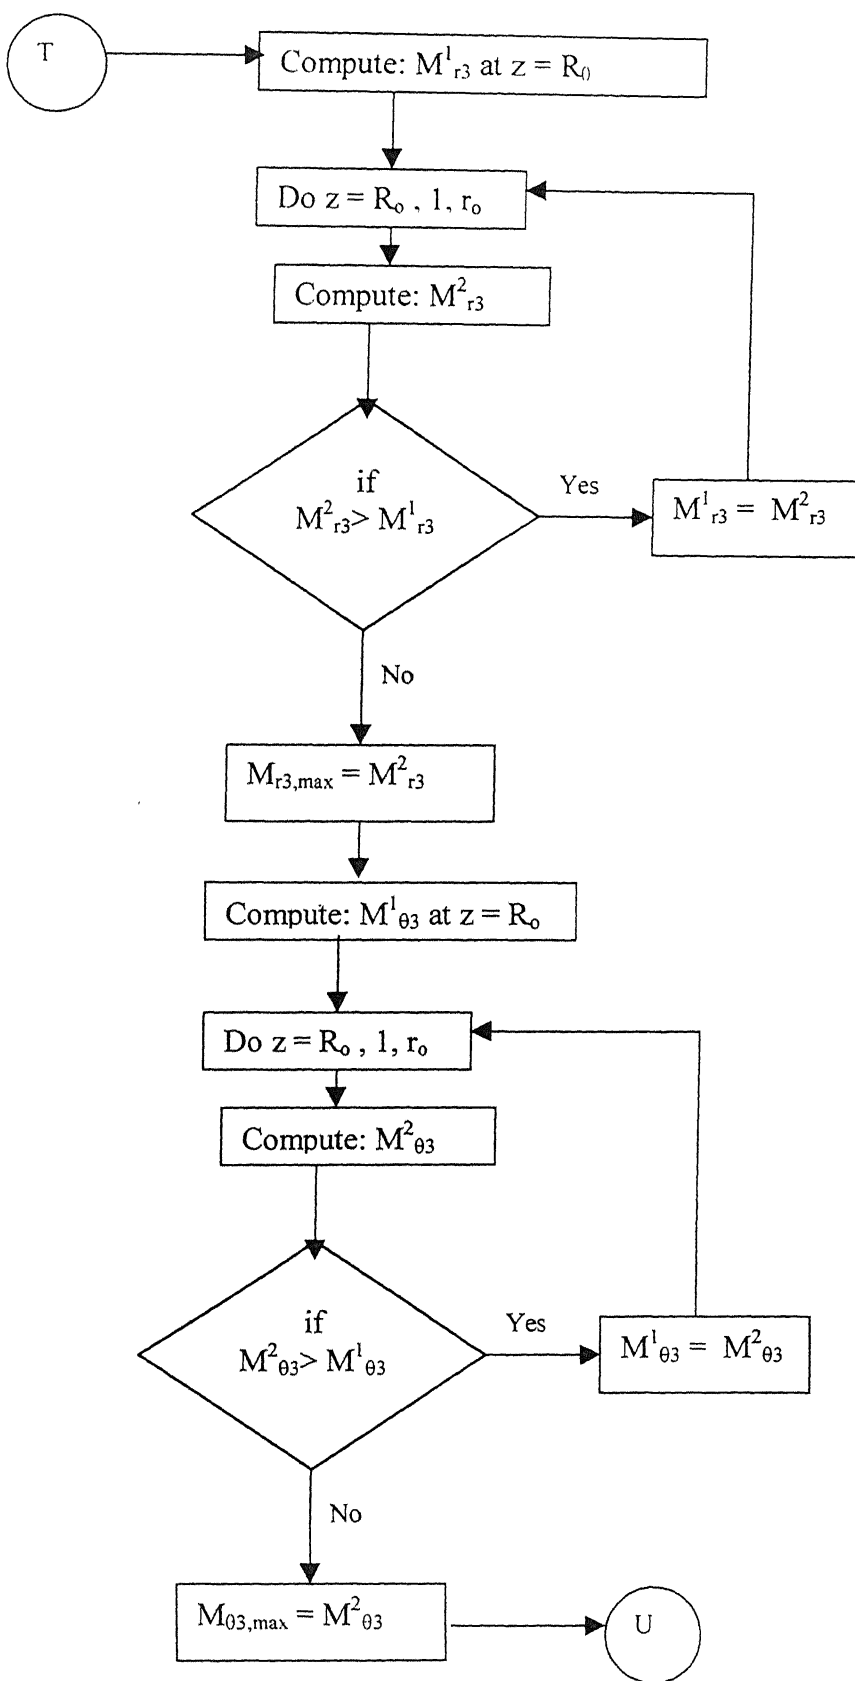 T
Compute: M¹r3 at z = R₀
Do z = Rₒ , 1, rₒ
Compute: M²r3
if
M²r3> M¹r3
Yes
M¹r3 = M²r3
No
Mr3,max = M²r3
Compute: M¹θ3 at z = Rₒ
Do z = Rₒ , 1, rₒ
Compute: M²θ3
if
M²θ3> M¹θ3
Yes
M¹θ3 = M²θ3
No
Mθ3,max = M²θ3
U